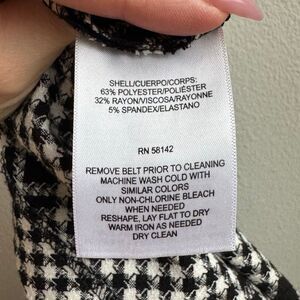 SHELL/CUERPO/CORPS:
63% POLYESTER/POLIÉSTER
32% RAYON/VISCOSA/RAYONNE
5% SPANDEX/ELASTANO
RN 58142
REMOVE BELT PRIOR TO CLEANING
MACHINE WASH COLD WITH
SIMILAR COLORS
ONLY NON-CHLORINE BLEACH
WHEN NEEDED
RESHAPE, LAY FLAT TO DRY
WARM IRON AS NEEDED
DRY CLEAN